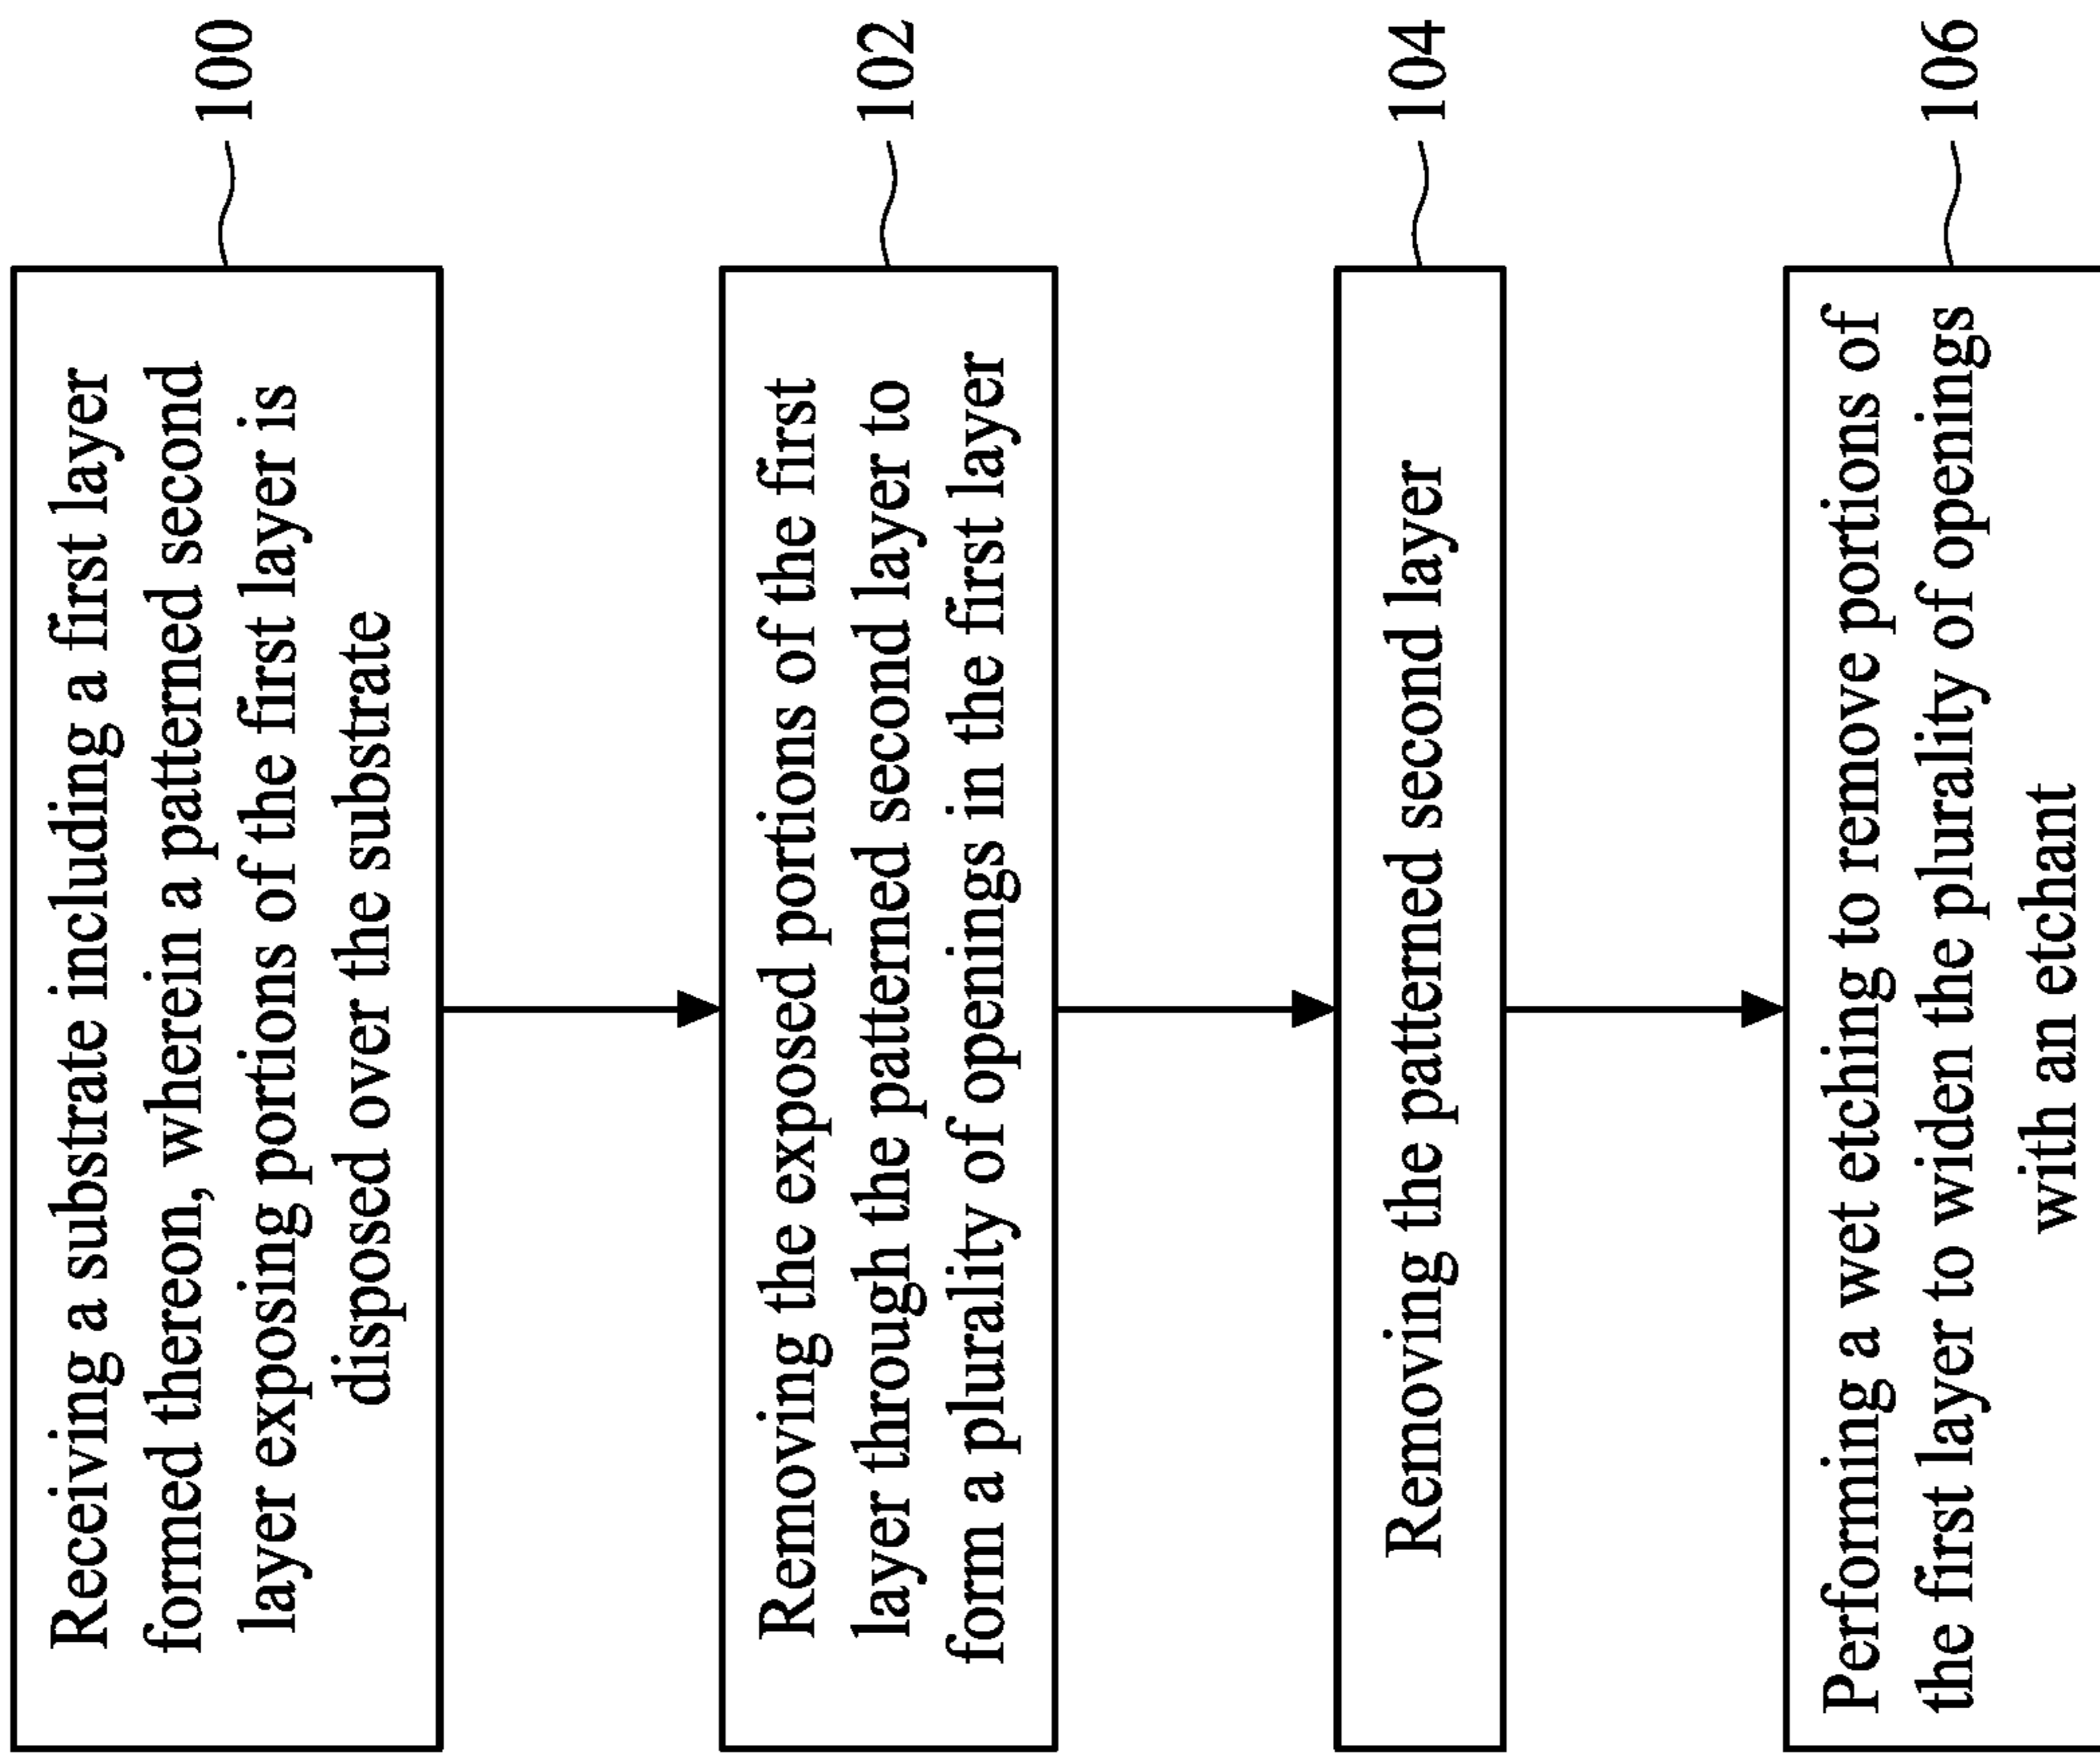 Receiving a substrate including a first layer
formed thereon, wherein a patterned second
layer exposing portions of the first layer is
disposed over the substrate
100
Removing the exposed portions of the first
layer through the patterned second layer to
form a plurality of openings in the first layer
102
Removing the patterned second layer
104
Performing a wet etching to remove portions of
the first layer to widen the plurality of openings
with an etchant
106